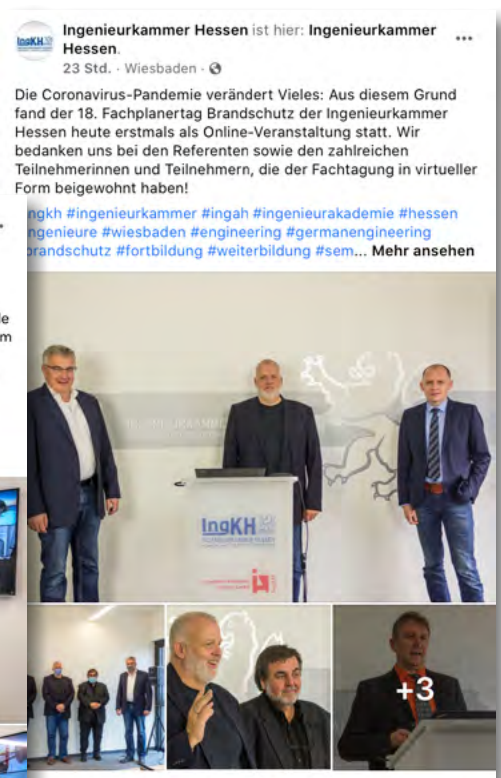 Ingenieurkammer Hessen ist hier: Ingenieurkammer
Hessen.
23 Std. · Wiesbaden ·
Die Coronavirus-Pandemie verändert Vieles: Aus diesem Grund
fand der 18. Fachplanertag Brandschutz der Ingenieurkammer
Hessen heute erstmals als Online-Veranstaltung statt. Wir
bedanken uns bei den Referenten sowie den zahlreichen
Teilnehmerinnen und Teilnehmern, die der Fachtagung in virtueller
Form beigewohnt haben!
ngkh #ingenieurkammer #ingah #ingenieurakademie #hessen
ngenieure #wiesbaden #engineering #germanengineering
brandschutz #fortbildung #weiterbildung #sem... Mehr ansehen
IngKH
INGENIEURKAMMER
IngKH
+3